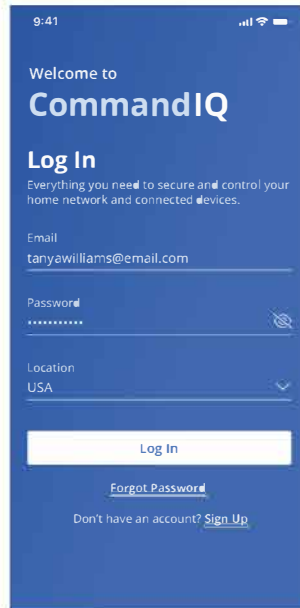 9:41
Welcome to
CommandIQ
Log In
Everything you need to secure and control your
home network and connected devices.
Email
tanyawilliams@email.com
Password
•••••••••••
Location
USA
Log In
Forgot Password
Don't have an account? Sign Up